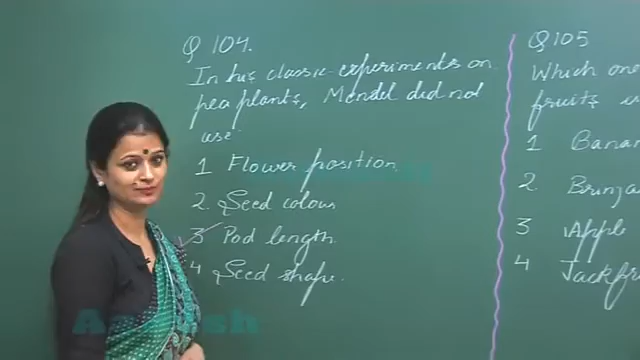 Q 104.
In his classic experiments on
pea plants, Mendel did not
use
1 Flower position
2. Seed colour
3 Pod length
4 Seed shape.
Q105
Which one
fruits
1 Banan
2 Brinja
3 Apple
4 Jackfr
Aakash